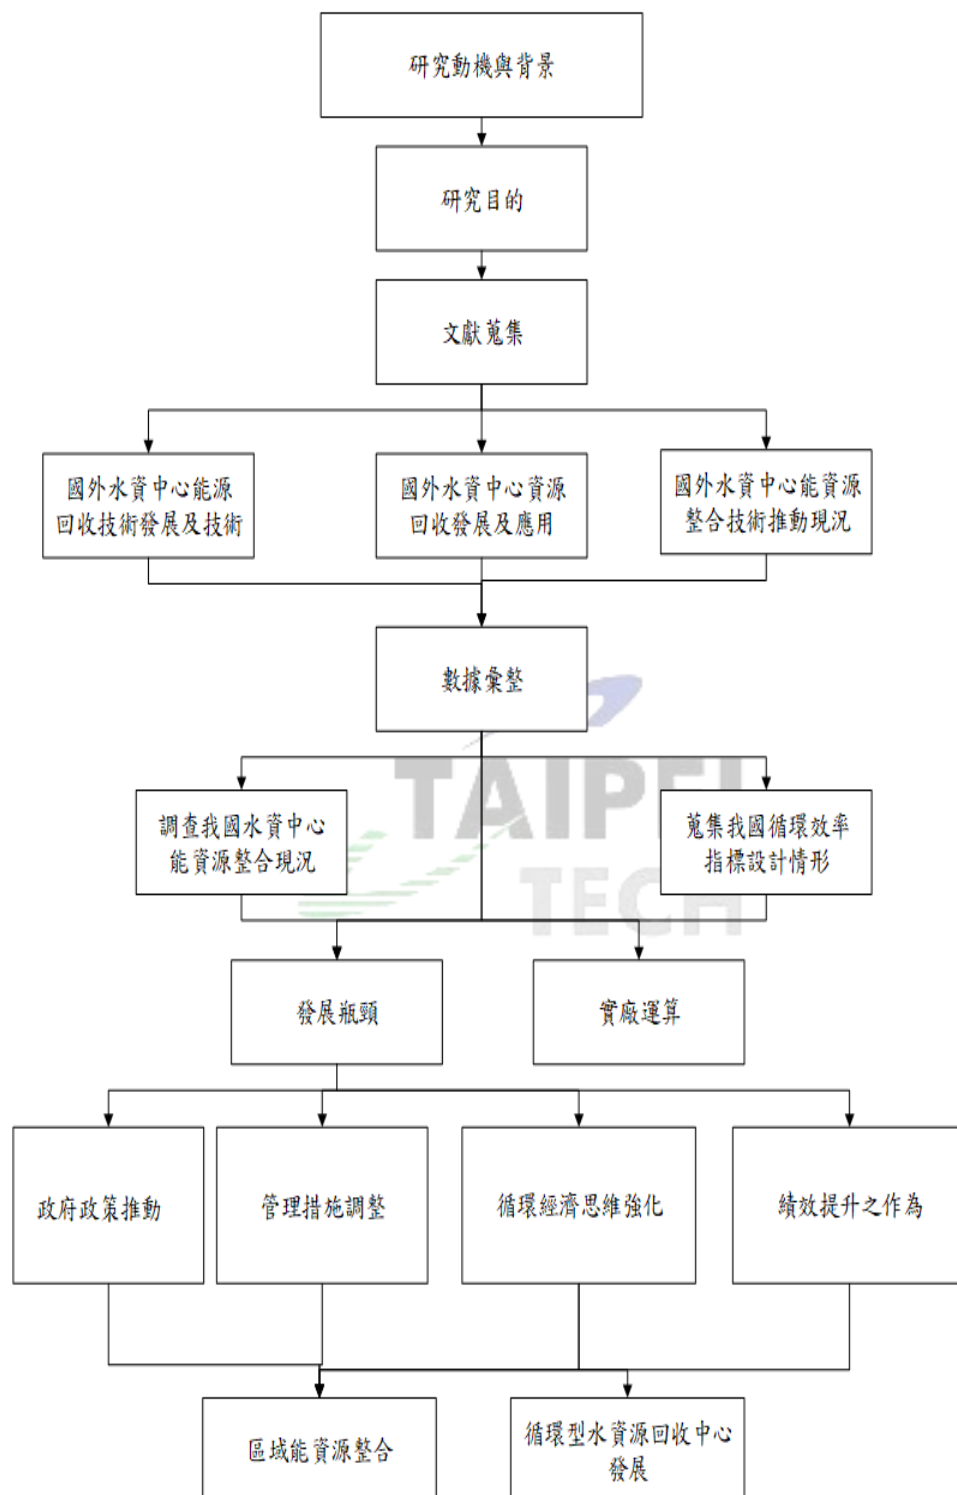 研究動機與背景
研究目的
文獻蒐集
國外水資中心能源
回收技術發展及技術
國外水資中心資源
回收發展及應用
國外水資中心能資源
整合技術推動現況
數據彙整
TAIPEI
TECH
調查我國水資中心
能資源整合現況
蒐集我國循環效率
指標設計情形
發展瓶頸
實廠運算
政府政策推動
管理措施調整
循環經濟思維強化
績效提升之作為
區域能資源整合
循環型水資源回收中心
發展